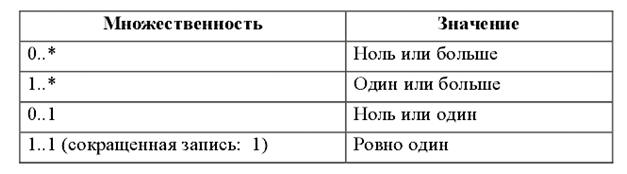 Множественность Значение
0..* Ноль или больше
1..* Один или больше
0..1 Ноль или один
1..1 (сокращенная запись: 1) Ровно один